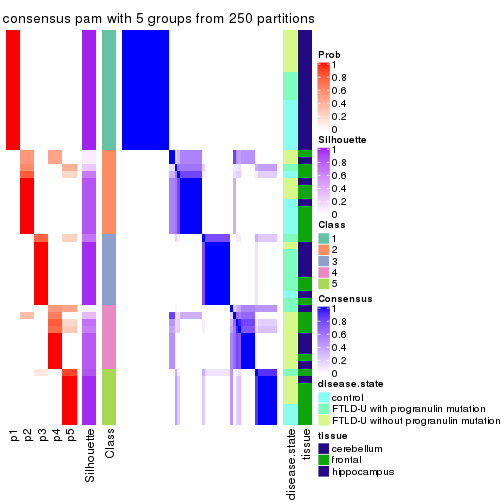 consensus pam with 5 groups from 250 partitions
Prob
1
0.8
0.6
0.4
0.2
0
Silhouette
1
0.8
0.6
0.4
0.2
0
Class
1
2
3
4
5
Consensus
1
0.8
0.6
0.4
0.2
0
disease.state
control
FTLD-U with progranulin mutation
FTLD-U without progranulin mutation
tissue
cerebellum
frontal
hippocampus
p1
p2
p3
p4
p5
Silhouette
Class
disease.state
tissue